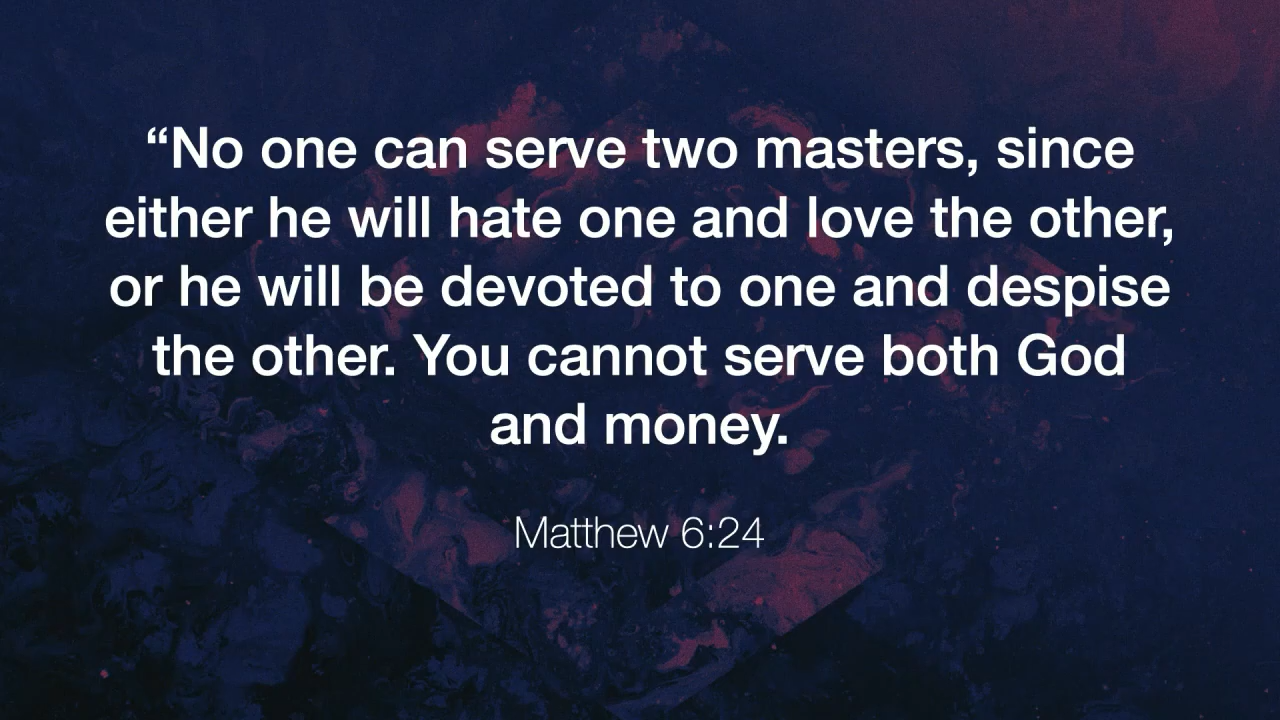 “No one can serve two masters, since
either he will hate one and love the other,
or he will be devoted to one and despise
the other. You cannot serve both God
and money.
Matthew 6:24